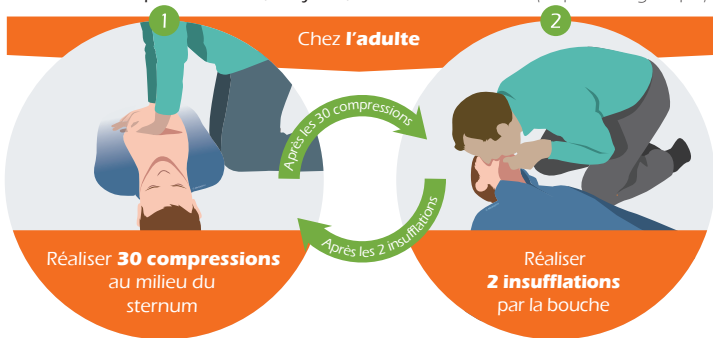 1
2
Chez l'adulte
Après les 30 compressions
Après les 2 insufflations
Réaliser 30 compressions
au milieu du
sternum
Réaliser
2 insufflations
par la bouche